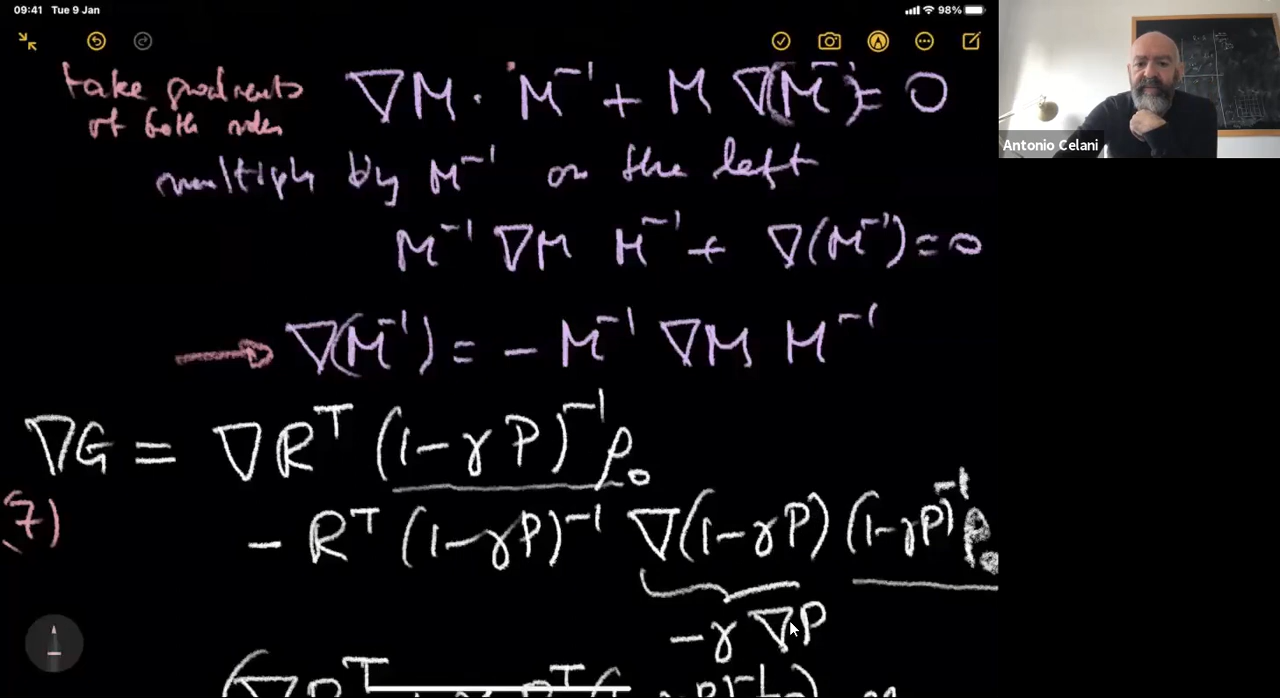 09:41 Tue 9 Jan 98%
take gradients
of both sides
∇M · M⁻¹ + M ∇(M⁻¹) = 0
multiply by M⁻¹ on the left
M⁻¹ ∇M M⁻¹ + ∇(M⁻¹) = 0
→ ∇(M⁻¹) = − M⁻¹ ∇M M⁻¹
∇G = ∇Rᵀ (1−γP)⁻¹ ρ₀
(7)
− Rᵀ (1−γP)⁻¹ ∇(1−γP) (1−γP)⁻¹ ρ₀
−γ ∇P
Antonio Celani